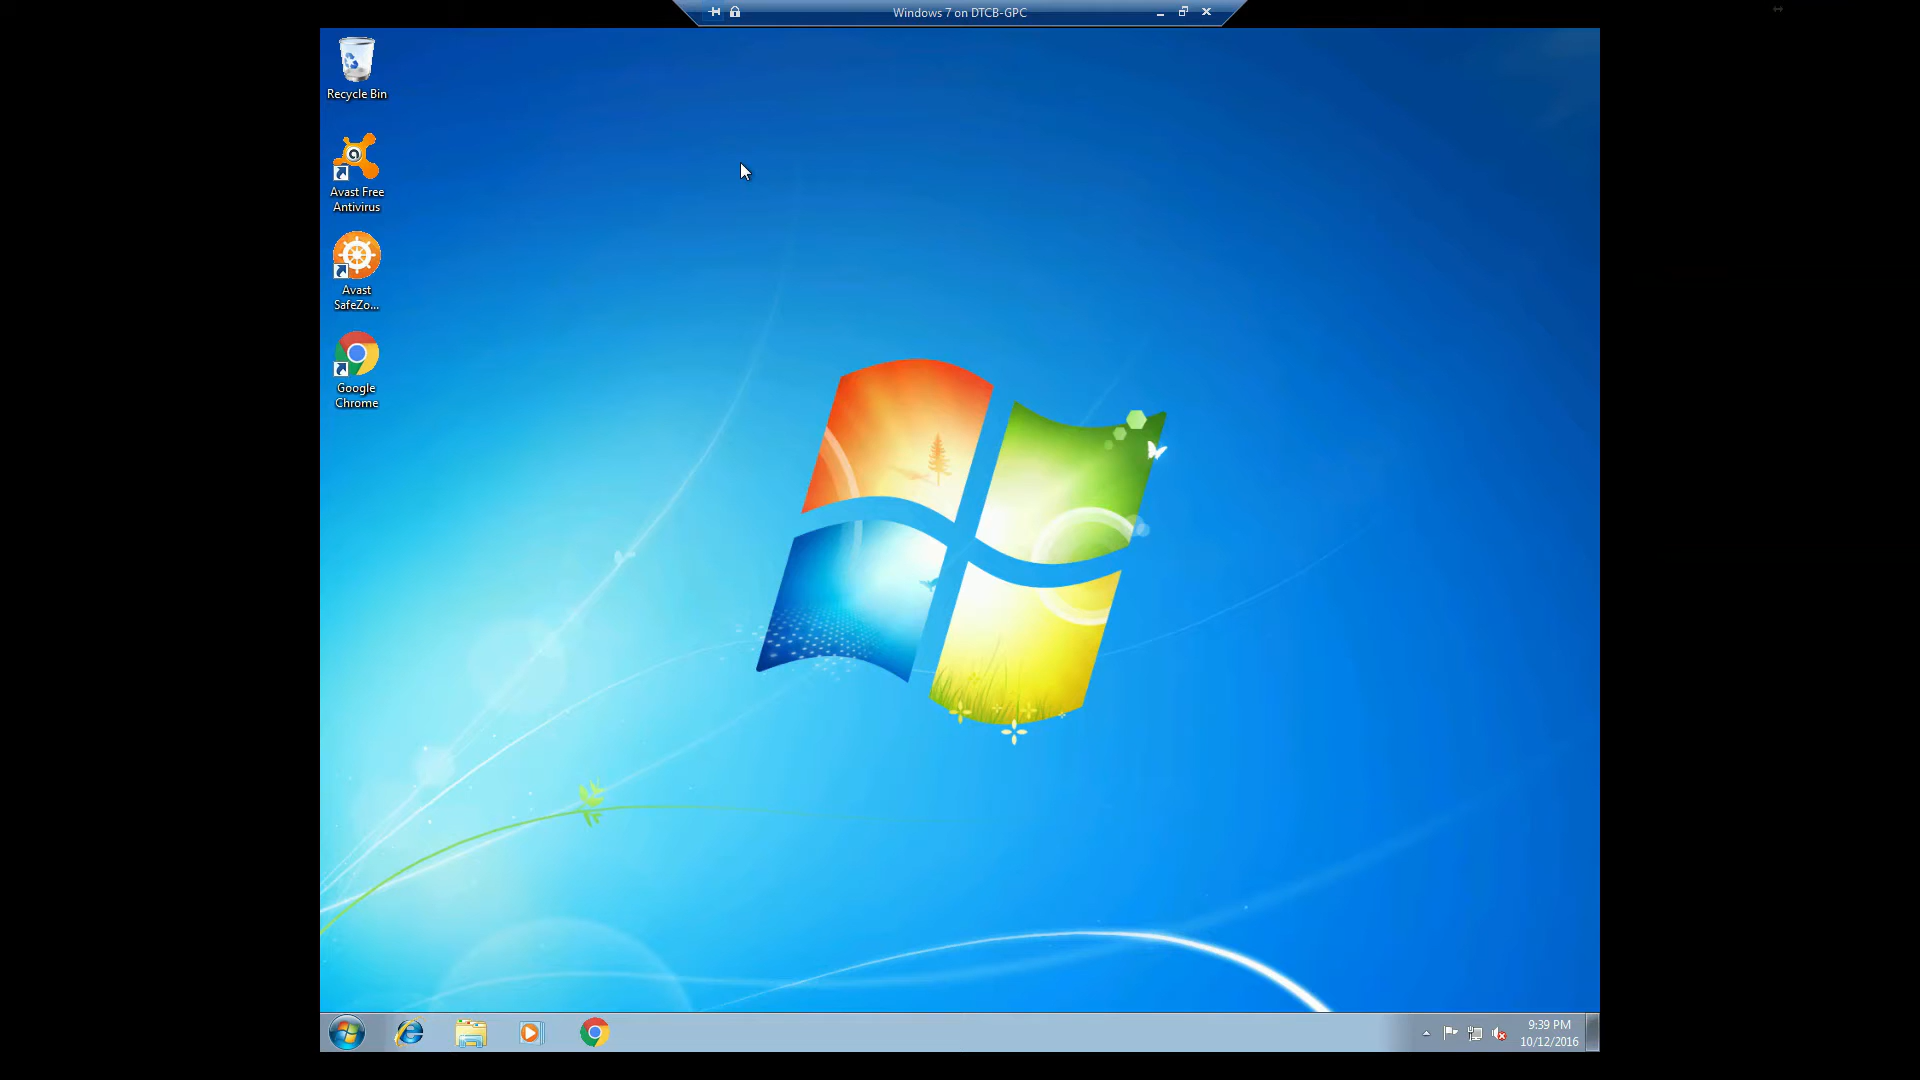 Windows 7 on DTCB-GPC
Recycle Bin
Avast Free
Antivirus
Avast
SafeZo...
Google
Chrome
9:39 PM
10/12/2016